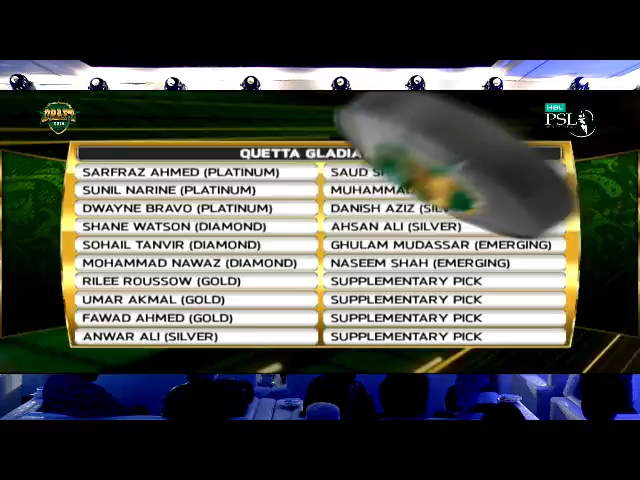 DRAFT
HBL
PSL
QUETTA GLADIA
SARFRAZ AHMED (PLATINUM)
SUNIL NARINE (PLATINUM)
DWAYNE BRAVO (PLATINUM)
SHANE WATSON (DIAMOND)
SOHAIL TANVIR (DIAMOND)
MOHAMMAD NAWAZ (DIAMOND)
RILEE ROUSSOW (GOLD)
UMAR AKMAL (GOLD)
FAWAD AHMED (GOLD)
ANWAR ALI (SILVER)
SAUD
MUHAMMAD
DANISH AZIZ (SIL
AHSAN ALI (SILVER)
GHULAM MUDASSAR (EMERGING)
NASEEM SHAH (EMERGING)
SUPPLEMENTARY PICK
SUPPLEMENTARY PICK
SUPPLEMENTARY PICK
SUPPLEMENTARY PICK